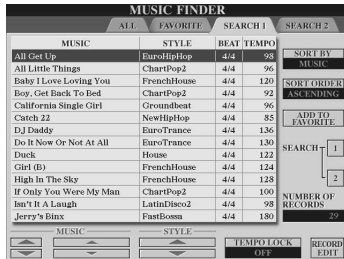 MUSIC FINDER
ALL FAVORITE SEARCH 1 SEARCH 2
MUSIC STYLE BEAT TEMPO
All Get Up EuroHipHop 4/4 98
All Little Things ChartPop2 4/4 96
Baby I Love Loving You FrenchHouse 4/4 120
Boy, Get Back To Bed ChartPop2 4/4 92
California Single Girl Groundbeat 4/4 96
Catch 22 NewHipHop 4/4 85
D.J Daddy EuroTrance 4/4 136
Do It Now Or Not At All EuroTrance 4/4 130
Duck House 4/4 122
Girl (B) FrenchHouse 4/4 124
High In The Sky FrenchHouse 4/4 128
If Only You Were My Man ChartPop2 4/4 100
Isn't It A Laugh LatinDisco2 4/4 98
Jerry's Binx FastBossa 4/4 180
SORT BY
MUSIC
SORT ORDER
ASCENDING
ADD TO
FAVORITE
SEARCH 1
2
NUMBER OF
RECORDS
29
MUSIC STYLE
TEMPO LOCK
OFF
RECORD
EDIT